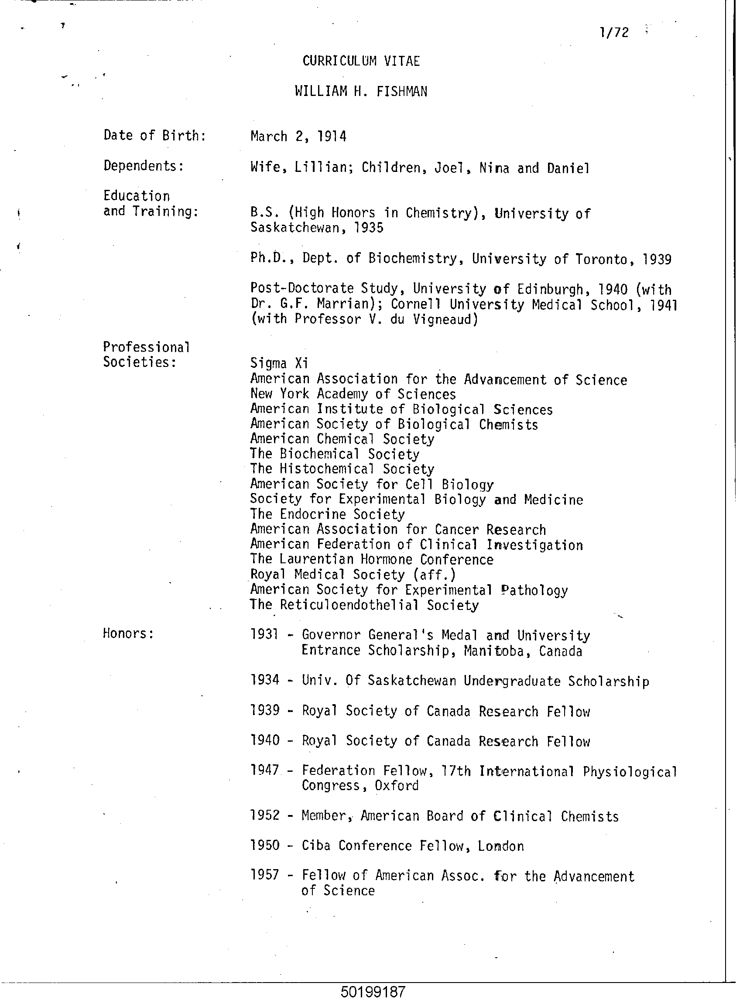 1/72
CURRICULUM VITAE
WILLIAM H. FISHMAN
Date of Birth: March 2, 1914
Dependents: Wife, Lillian; Children, Joel, Nina and Daniel
Education
and Training: B.S. (High Honors in Chemistry), University of
Saskatchewan, 1935
Ph.D., Dept. of Biochemistry, University of Toronto, 1939
Post-Doctorate Study, University of Edinburgh, 1940 (with
Dr. G.F. Marrian); Cornell University Medical School, 1941
(with Professor V. du Vigneaud)
Professional
Societies: Sigma Xi
American Association for the Advancement of Science
New York Academy of Sciences
American Institute of Biological Sciences
American Society of Biological Chemists
American Chemical Society
The Biochemical Society
The Histochemical Society
American Society for Cell Biology
Society for Experimental Biology and Medicine
The Endocrine Society
American Association for Cancer Research
American Federation of Clinical Investigation
The Laurentian Hormone Conference
Royal Medical Society (aff.)
American Society for Experimental Pathology
The Reticuloendothelial Society
Honors: 1931 - Governor General's Medal and University
Entrance Scholarship, Manitoba, Canada
1934 - Univ. Of Saskatchewan Undergraduate Scholarship
1939 - Royal Society of Canada Research Fellow
1940 - Royal Society of Canada Research Fellow
1947 - Federation Fellow, 17th International Physiological
Congress, Oxford
1952 - Member, American Board of Clinical Chemists
1950 - Ciba Conference Fellow, London
1957 - Fellow of American Assoc. for the Advancement
of Science
50199187